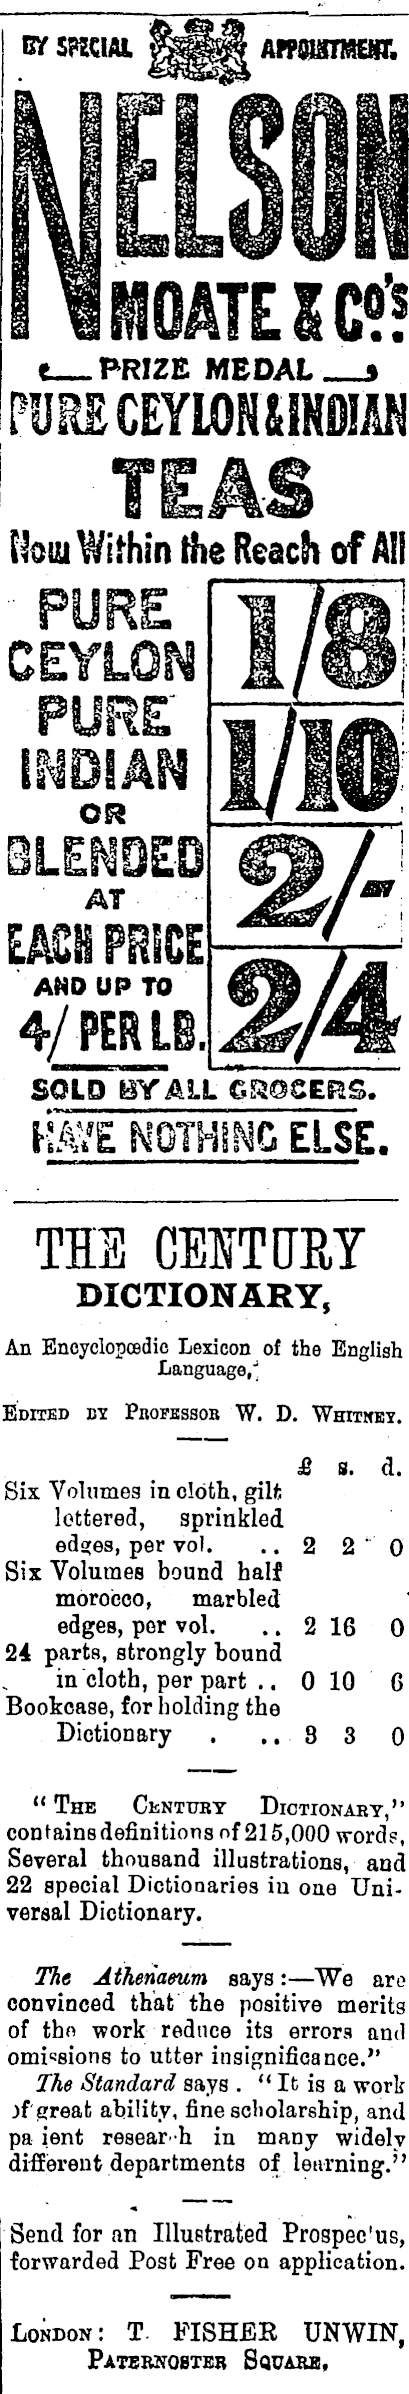 BY SPECIAL APPOINTMENT.
NELSON
MOATE & Co's.
PRIZE MEDAL
PURE CEYLON & INDIAN
TEAS
Now Within the Reach of All
PURE
CEYLON
1/8
PURE
INDIAN
1/10
OR
BLENDED
AT
2/-
EACH PRICE
AND UP TO
4/ PER LB.
2/4
SOLD BY ALL GROCERS.
HAVE NOTHING ELSE.
THE CENTURY
DICTIONARY,
An Encyclopœdic Lexicon of the English
Language,
EDITED BY PROFESSOR W. D. WHITNEY.
£ s. d.
Six Volumes in cloth, gilt
lettered, sprinkled
edges, per vol. .. 2 2 0
Six Volumes bound half
morocco, marbled
edges, per vol. .. 2 16 0
24 parts, strongly bound
in cloth, per part .. 0 10 6
Bookcase, for holding the
Dictionary . .. 3 3 0
"THE CENTURY DICTIONARY,"
contains definitions of 215,000 words,
Several thousand illustrations, and
22 special Dictionaries in one Uni-
versal Dictionary.
The Athenaeum says:—We are
convinced that the positive merits
of the work reduce its errors and
omissions to utter insignificance."
The Standard says . "It is a work
of great ability, fine scholarship, and
pa ient resear h in many widely
different departments of learning."
Send for an Illustrated Prospec'us,
forwarded Post Free on application.
LONDON: T. FISHER UNWIN,
PATERNOSTER SQUARE.